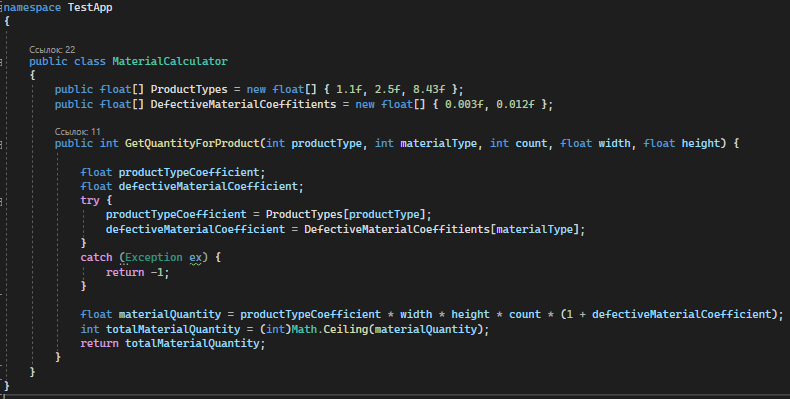 namespace TestApp
{
Ссылок: 22
public class MaterialCalculator
{
public float[] ProductTypes = new float[] { 1.1f, 2.5f, 8.43f };
public float[] DefectiveMaterialCoeffitients = new float[] { 0.003f, 0.012f };
Ссылок: 11
public int GetQuantityForProduct(int productType, int materialType, int count, float width, float height) {
float productTypeCoefficient;
float defectiveMaterialCoefficient;
try {
productTypeCoefficient = ProductTypes[productType];
defectiveMaterialCoefficient = DefectiveMaterialCoeffitients[materialType];
}
catch (Exception ex) {
return -1;
}
float materialQuantity = productTypeCoefficient * width * height * count * (1 + defectiveMaterialCoefficient);
int totalMaterialQuantity = (int)Math.Ceiling(materialQuantity);
return totalMaterialQuantity;
}
}
}